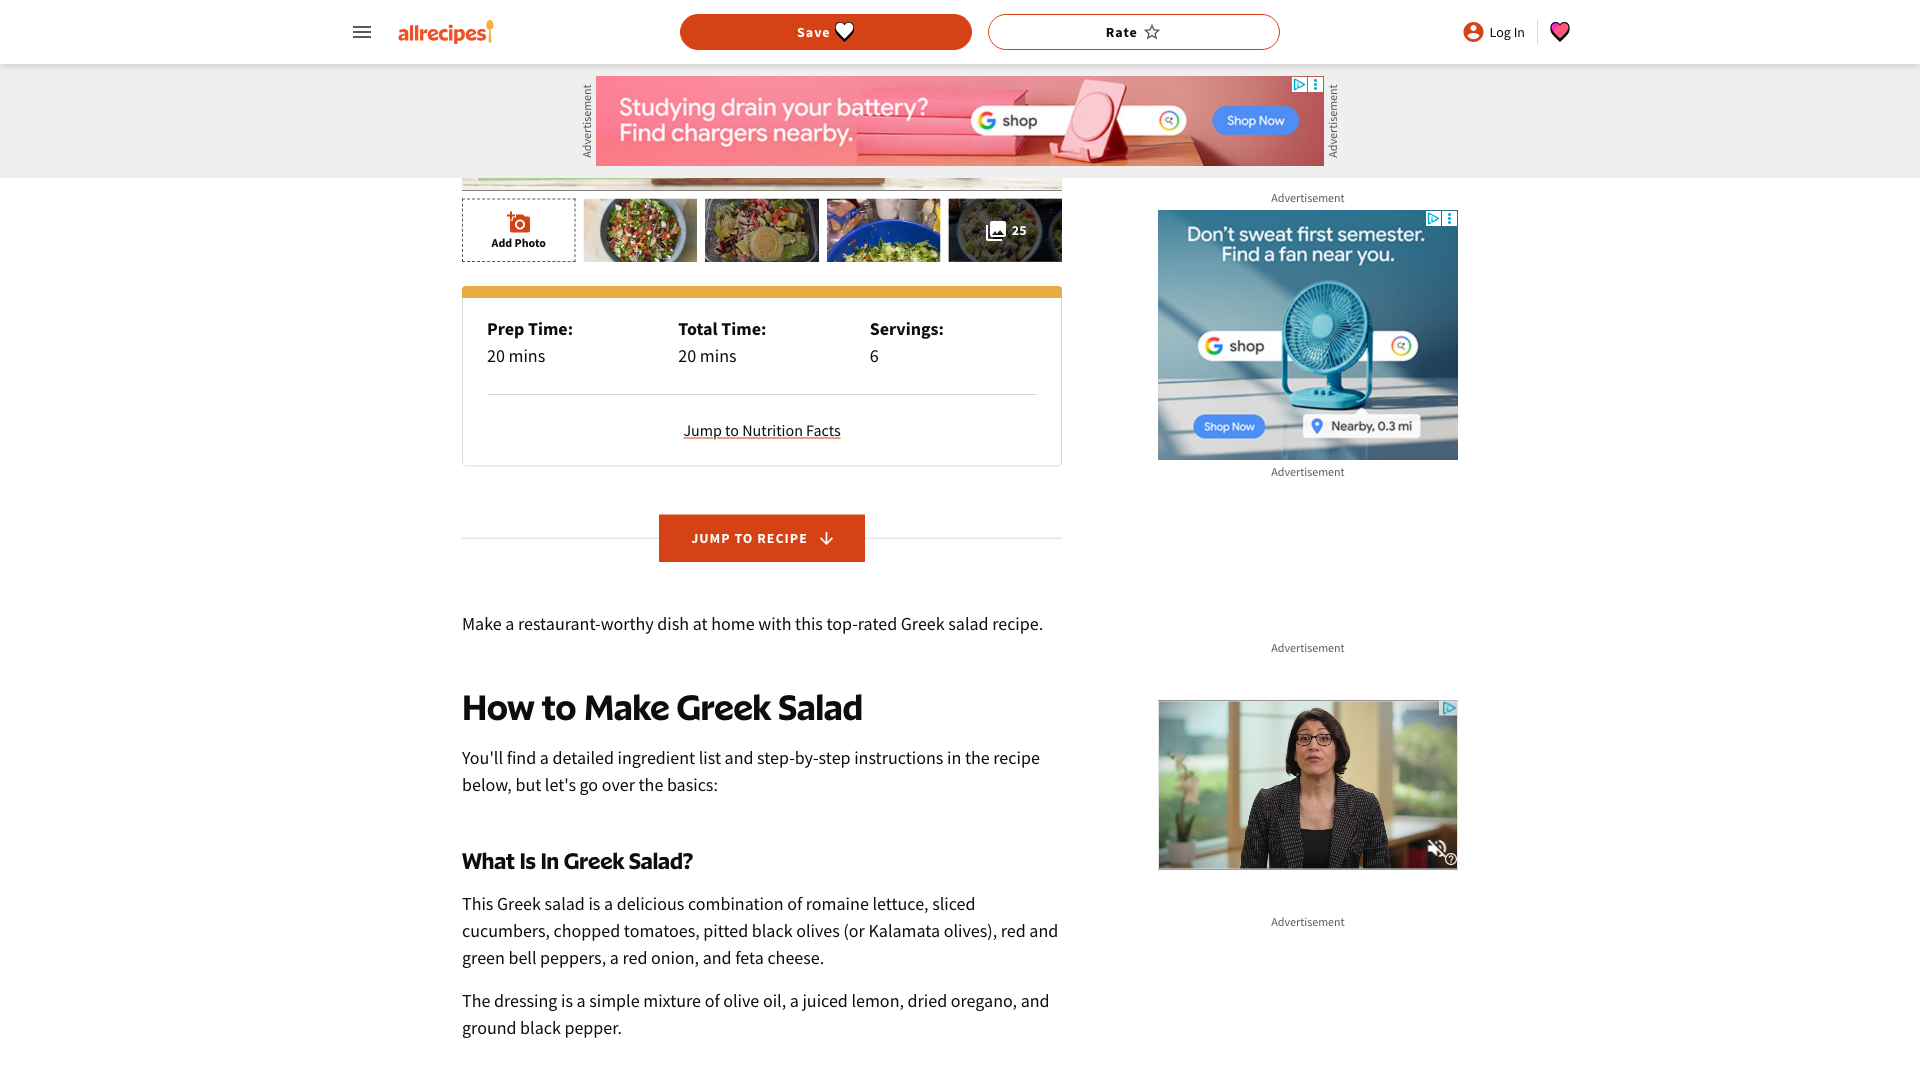 allrecipes
Save
Rate
Log In
Advertisement
Studying drain your battery?
Find chargers nearby.
shop
Shop Now
Advertisement
Add Photo
25
Prep Time:
20 mins
Total Time:
20 mins
Servings:
6
Jump to Nutrition Facts
JUMP TO RECIPE
Make a restaurant-worthy dish at home with this top-rated Greek salad recipe.
How to Make Greek Salad
You'll find a detailed ingredient list and step-by-step instructions in the recipe
below, but let's go over the basics:
What Is In Greek Salad?
This Greek salad is a delicious combination of romaine lettuce, sliced
cucumbers, chopped tomatoes, pitted black olives (or Kalamata olives), red and
green bell peppers, a red onion, and feta cheese.
The dressing is a simple mixture of olive oil, a juiced lemon, dried oregano, and
ground black pepper.
Advertisement
Don't sweat first semester.
Find a fan near you.
shop
Shop Now
Nearby, 0.3 mi
Advertisement
Advertisement
Advertisement